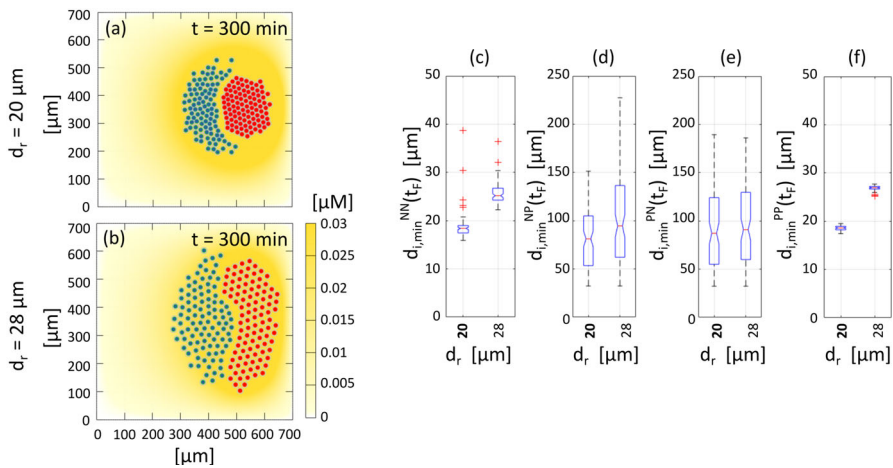 (a) t = 300 min
d_r = 20 μm
[μm]
700
600
500
400
300
200
100
0
(b) t = 300 min
d_r = 28 μm
[μm]
700
600
500
400
300
200
100
0
0 100 200 300 400 500 600 700
[μm]
[μM]
0.03
0.025
0.02
0.015
0.01
0.005
0
(c)
d_{i,min}^{NN}(t_F) [μm]
50
40
30
20
10
0
20 28
d_r [μm]
(d)
d_{i,min}^{NP}(t_F) [μm]
250
200
150
100
50
0
20 28
d_r [μm]
(e)
d_{i,min}^{PN}(t_F) [μm]
250
200
150
100
50
0
20 28
d_r [μm]
(f)
d_{i,min}^{PP}(t_F) [μm]
50
40
30
20
10
0
20 28
d_r [μm]